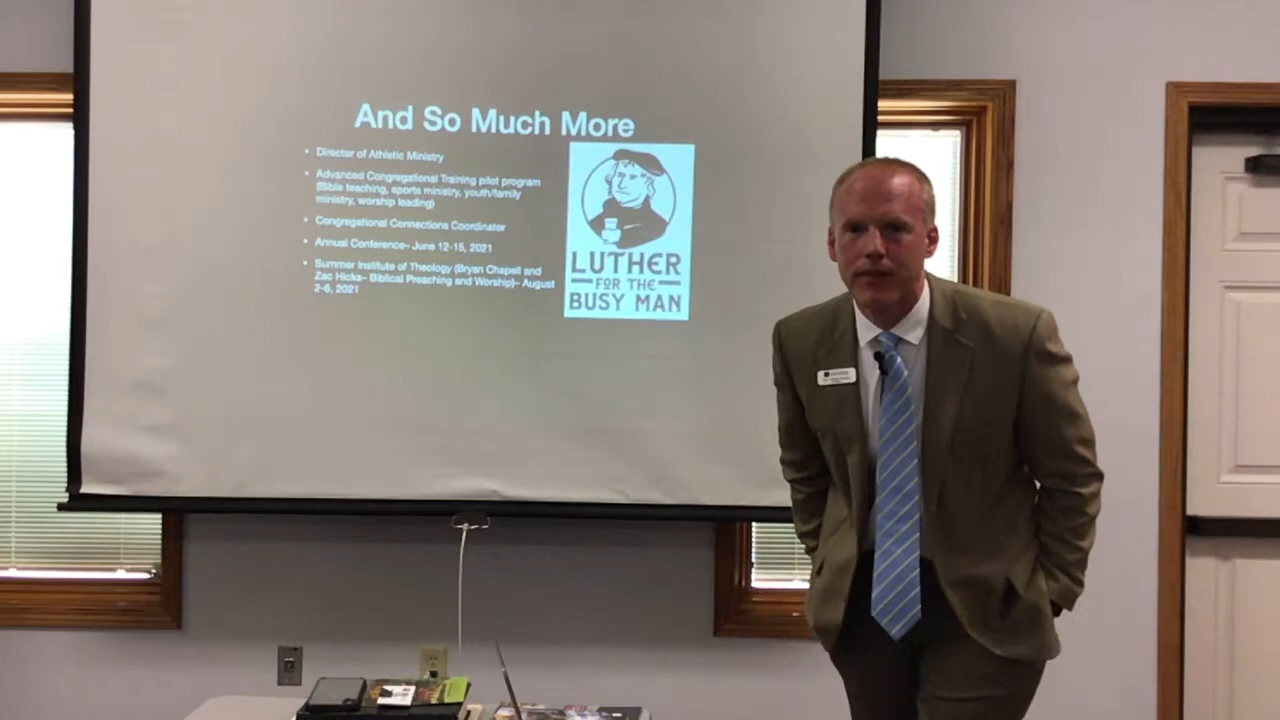 And So Much More
• Director of Athletic Ministry
• Advanced Congregational Training pilot program
(Bible teaching, sports ministry, youth/family
ministry, worship leading)
• Congregational Connections Coordinator
• Annual Conference– June 12-15, 2021
• Summer Institute of Theology (Bryan Chapell and
Zac Hicks– Biblical Preaching and Worship)– August
2-6, 2021
LUTHER
FOR THE
BUSY MAN